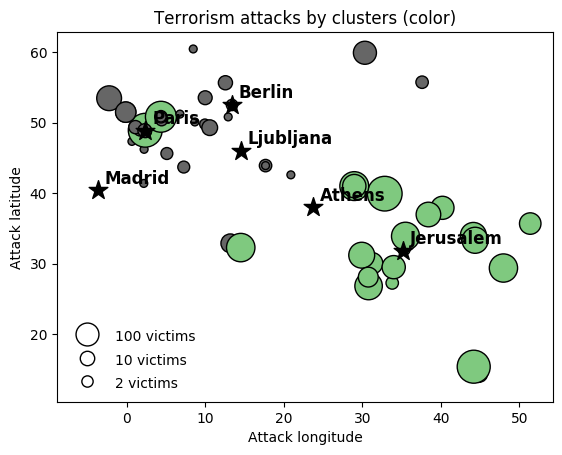 Terrorism attacks by clusters (color)
60
50
40
30
20
Attack latitude
Berlin
Paris
Ljubljana
Madrid
Athens
Jerusalem
100 victims
10 victims
2 victims
0 10 20 30 40 50
Attack longitude